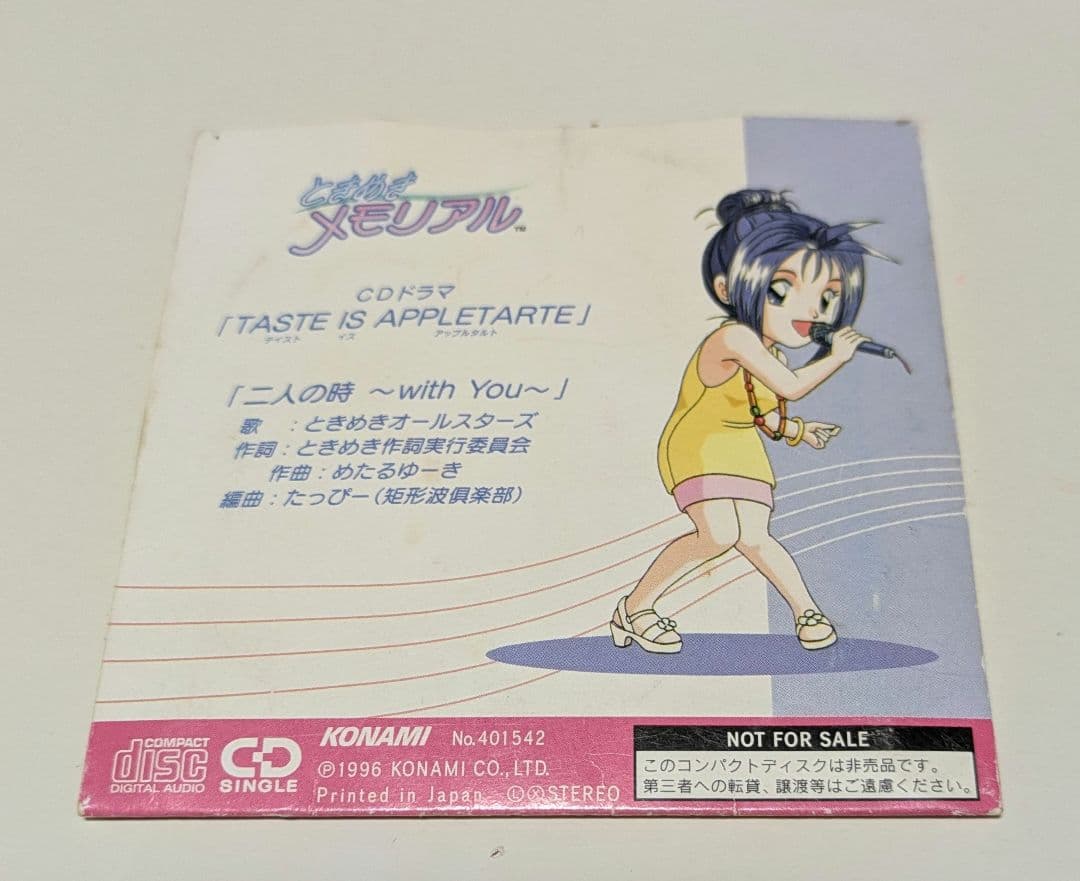 ときめき
メモリアル™
CDドラマ
「TASTE IS APPLETARTE」
テイスト イス アップルタルト
「二人の時 ～with You～」
歌 ：ときめきオールスターズ
作詞：ときめき作詞実行委員会
作曲：めたるゆーき
編曲：たっぴー（矩形波倶楽部）
COMPACT
disc
DIGITAL AUDIO
CD
SINGLE
KONAMI No.401542
Ⓟ1996 KONAMI CO., LTD.
Printed in Japan ⓁⓍSTEREO
NOT FOR SALE
このコンパクトディスクは非売品です。
第三者への転貸、譲渡等はご遠慮ください。